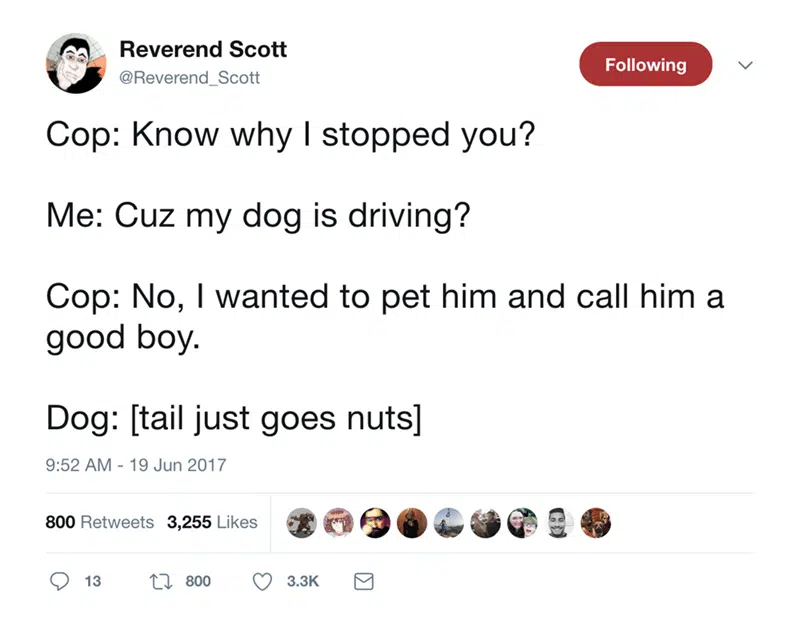 Reverend Scott
@Reverend_Scott
Following
Cop: Know why I stopped you?
Me: Cuz my dog is driving?
Cop: No, I wanted to pet him and call him a
good boy.
Dog: [tail just goes nuts]
9:52 AM - 19 Jun 2017
800 Retweets 3,255 Likes
13 800 3.3K